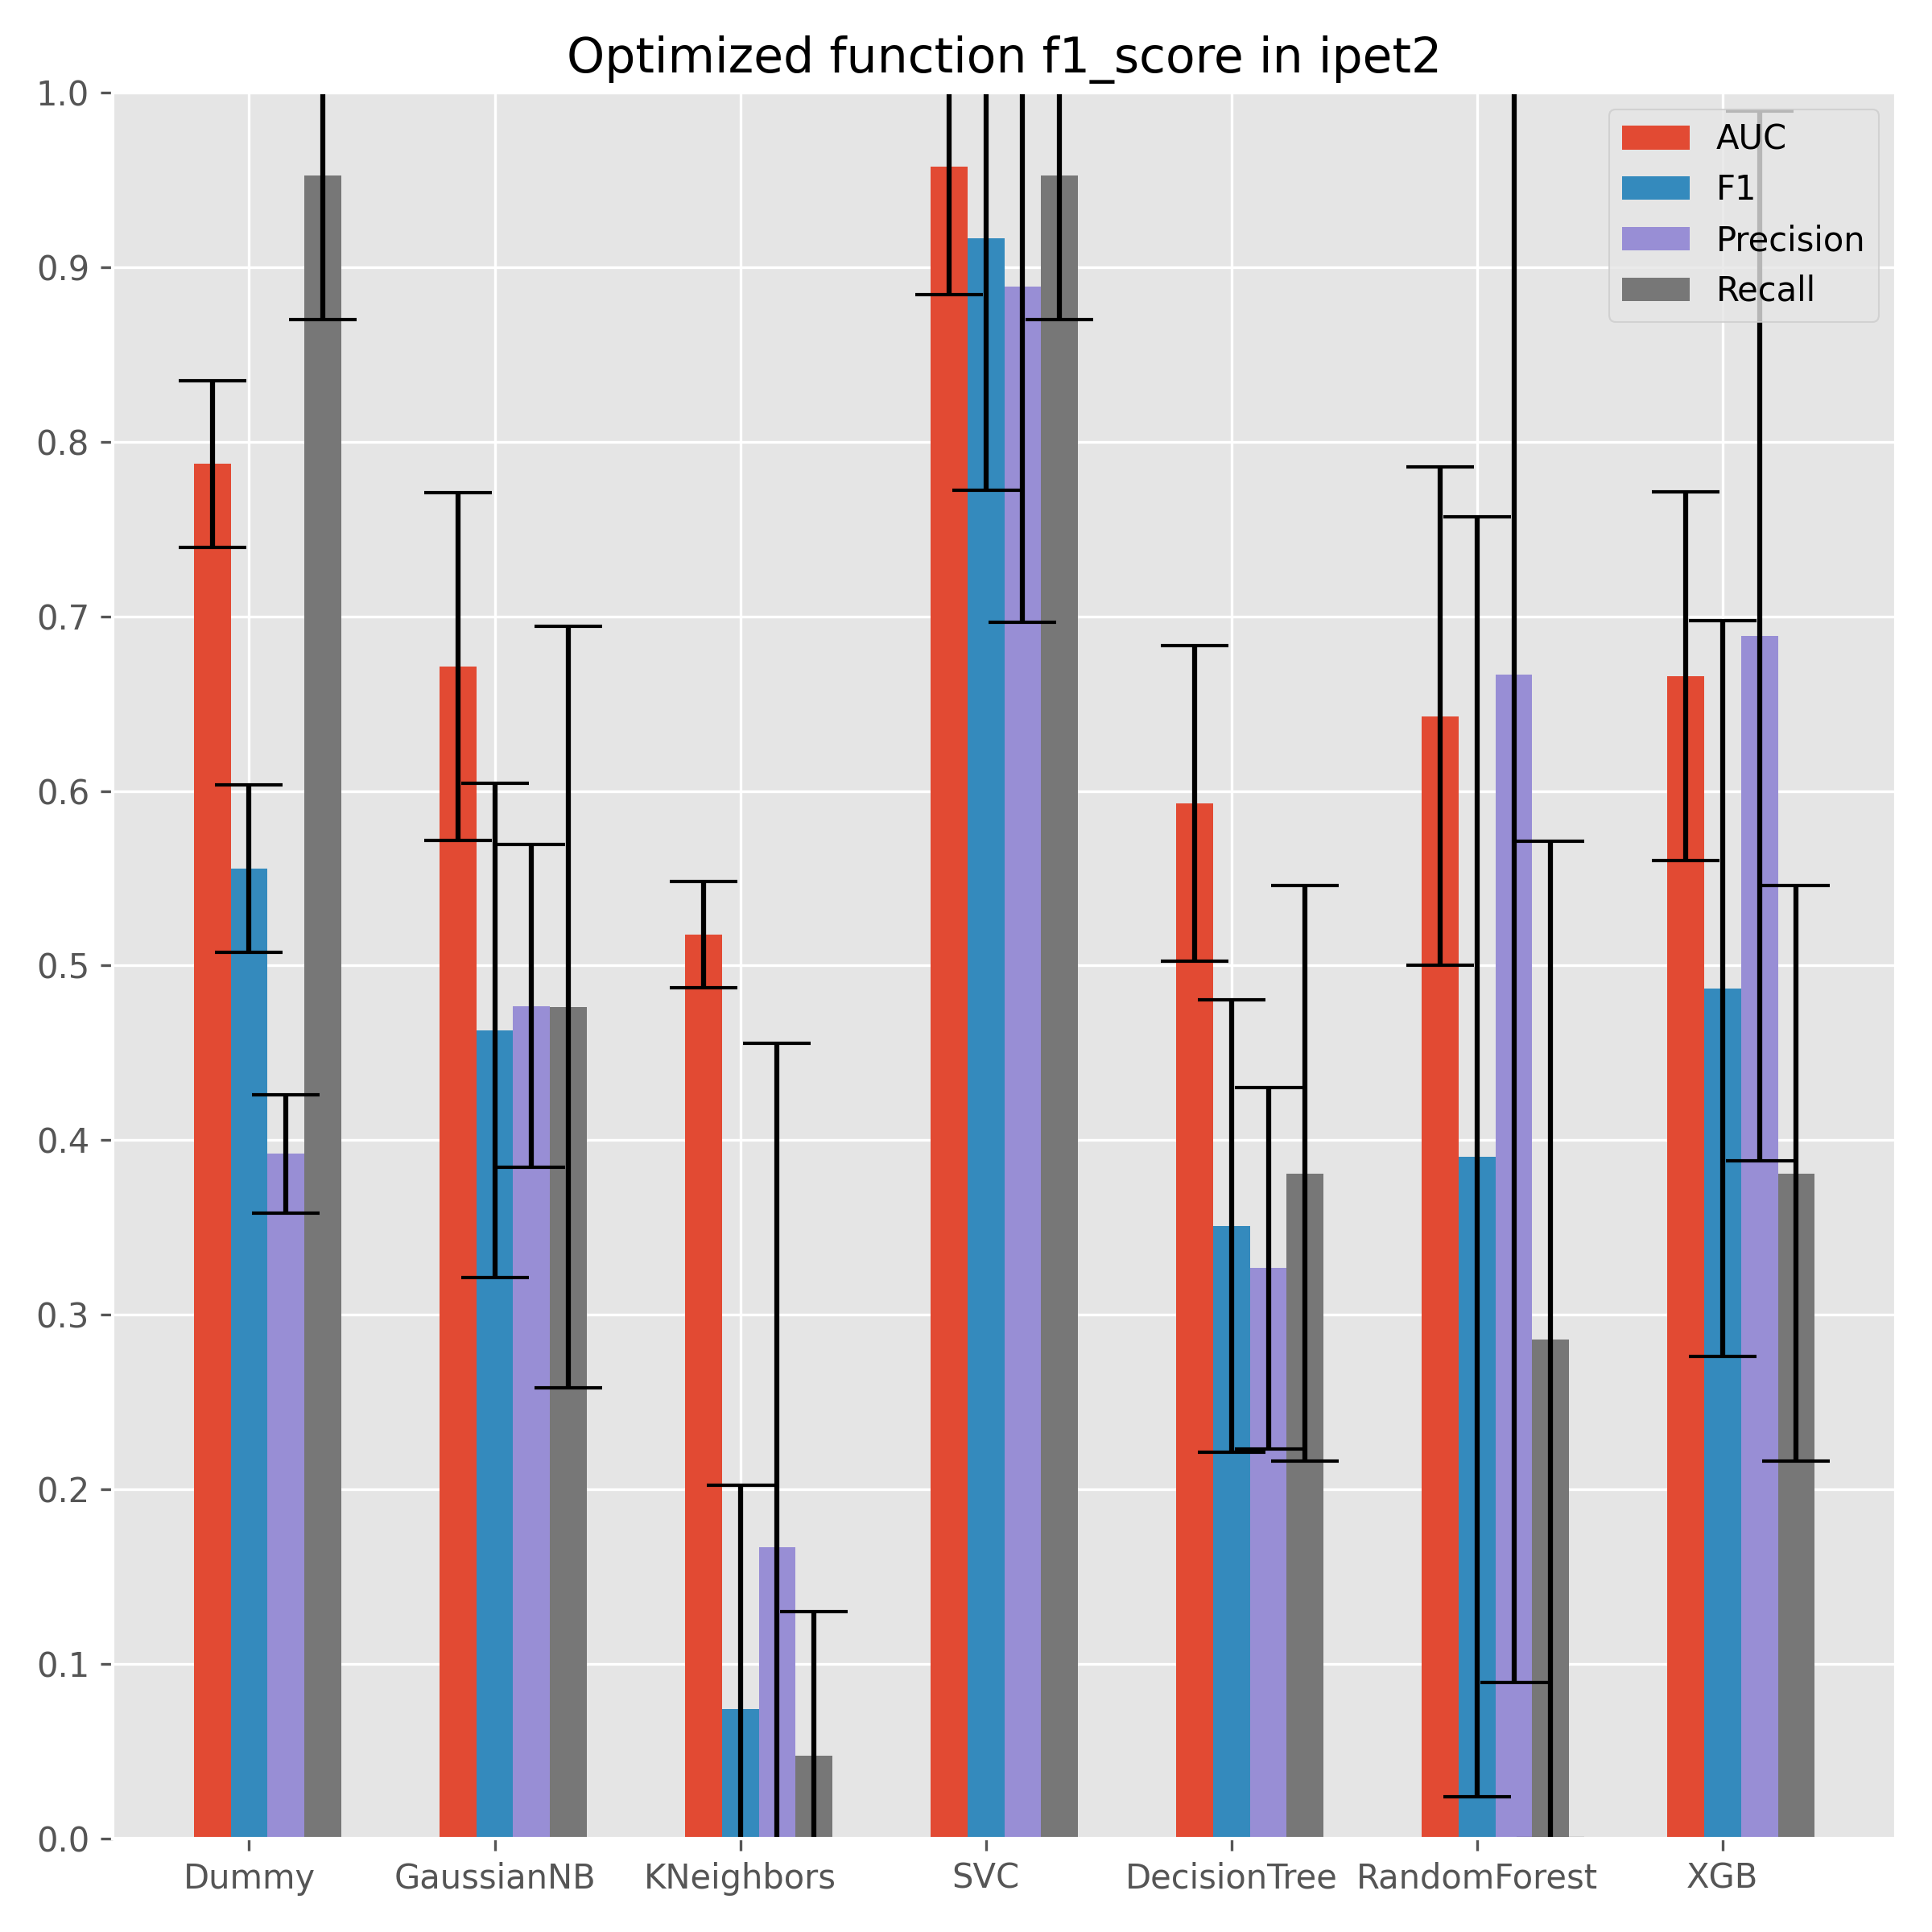 Optimized function f1_score in ipet2
1.0
0.9
0.8
0.7
0.6
0.5
0.4
0.3
0.2
0.1
0.0
AUC
F1
Precision
Recall
Dummy GaussianNB KNeighbors SVC DecisionTree RandomForest XGB